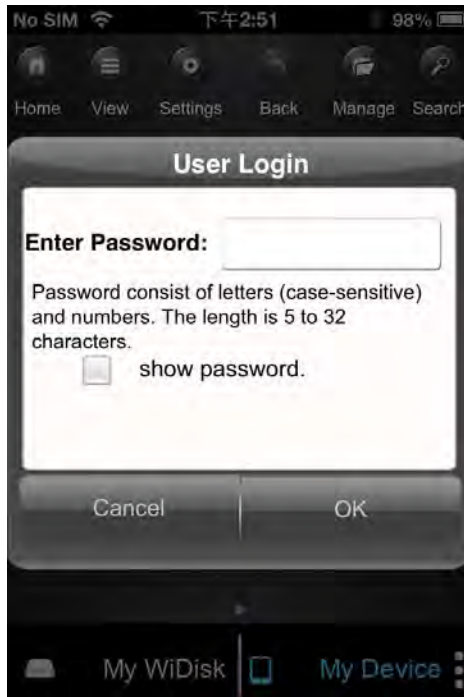 No SIM 下午2:51 98%
Home View Settings Back Manage Search
User Login
Enter Password:
Password consist of letters (case-sensitive)
and numbers. The length is 5 to 32
characters.
show password.
Cancel OK
My WiDisk My Device